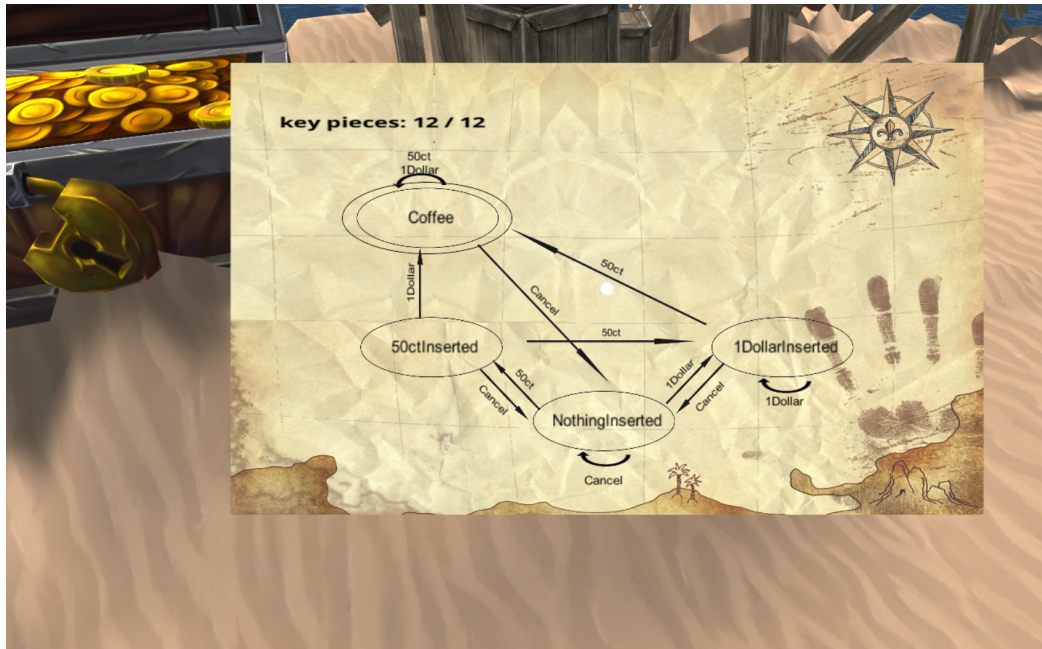 key pieces: 12 / 12
50ct
1Dollar
Coffee
50ct
1Dollar
Cancel
50ct
50ctInserted
1DollarInserted
50ct
1Dollar
Cancel
Cancel
1Dollar
NothingInserted
Cancel